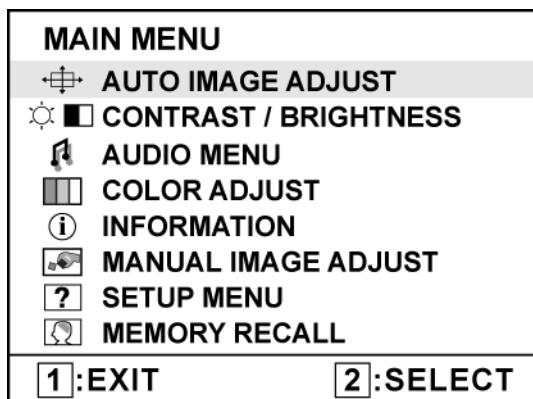 MAIN MENU
AUTO IMAGE ADJUST
CONTRAST / BRIGHTNESS
AUDIO MENU
COLOR ADJUST
i INFORMATION
MANUAL IMAGE ADJUST
? SETUP MENU
MEMORY RECALL
1:EXIT 2:SELECT